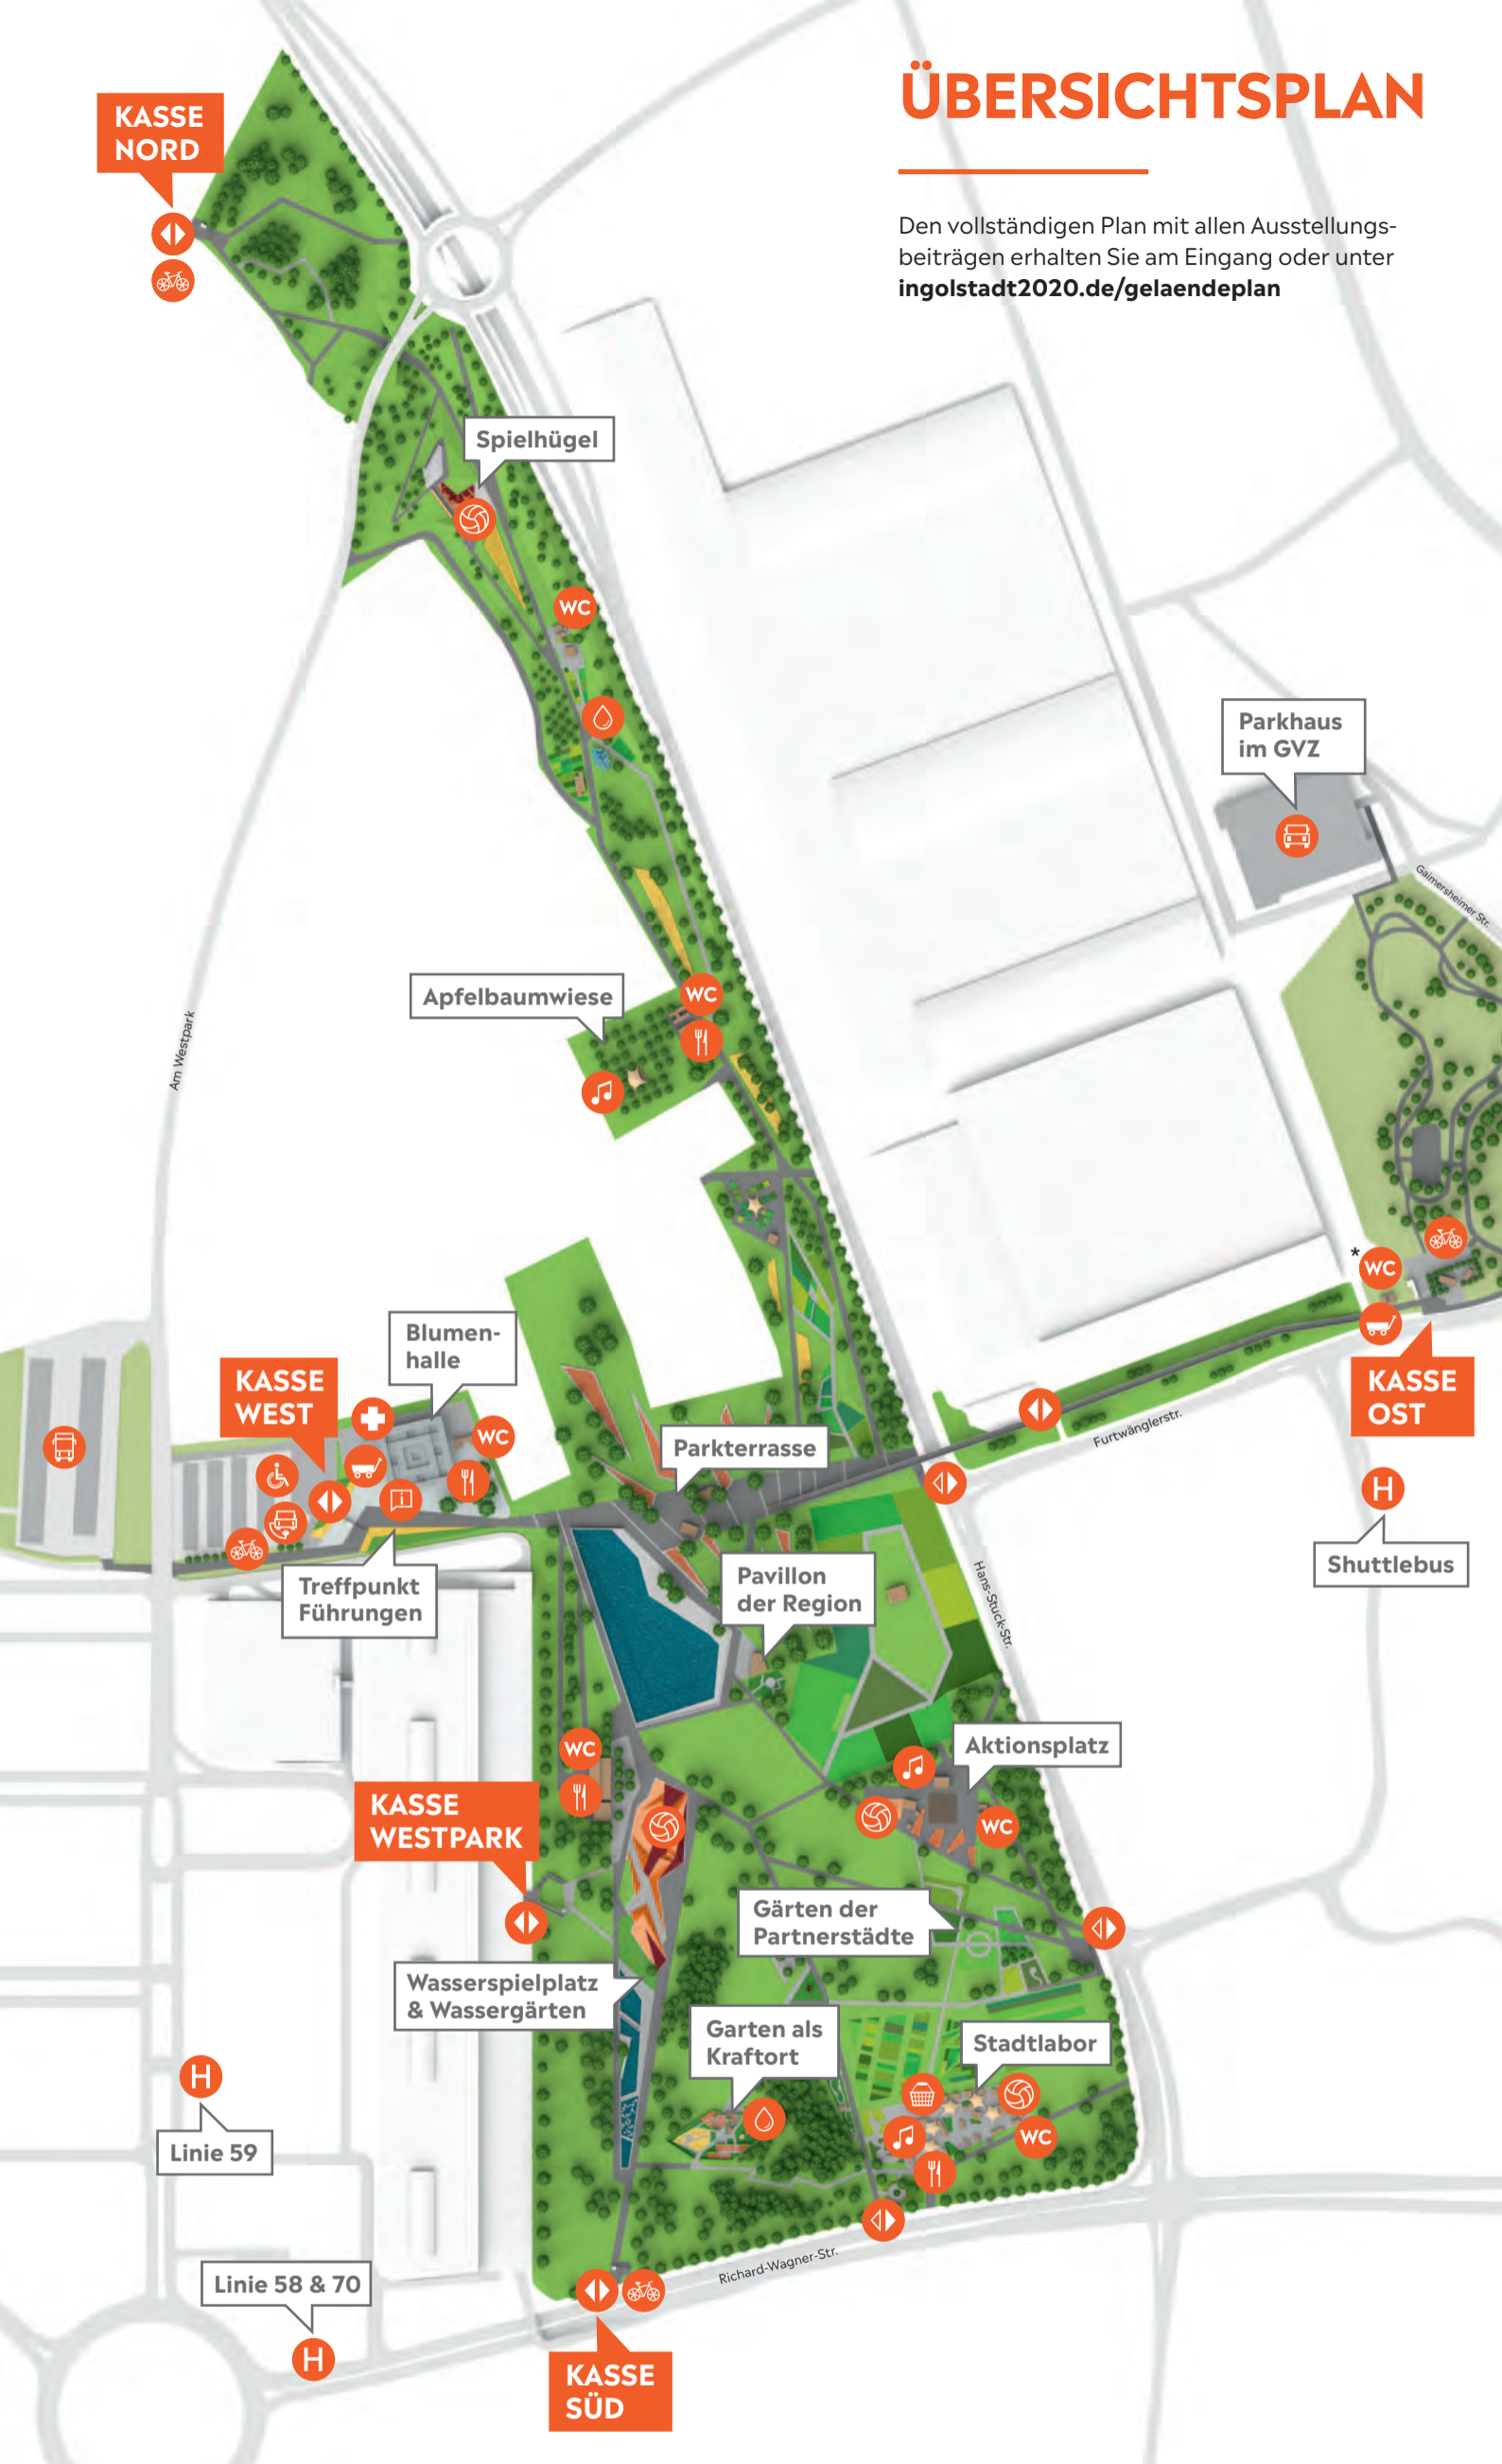 ÜBERSICHTSPLAN
Den vollständigen Plan mit allen Ausstellungs-
beiträgen erhalten Sie am Eingang oder unter
ingolstadt2020.de/gelaendeplan
KASSE
NORD
Spielhügel
WC
Parkhaus
im GVZ
Gaimersheimer Str.
Apfelbaumwiese
WC
Am Westpark
*
WC
Blumen-
halle
KASSE
WEST
WC
KASSE
OST
Furtwänglerstr.
Parkterrasse
H
Shuttlebus
Treffpunkt
Führungen
Pavillon
der Region
Hans-Stuck-Str.
WC
Aktionsplatz
WC
KASSE
WESTPARK
Gärten der
Partnerstädte
Wasserspielplatz
& Wassergärten
Garten als
Kraftort
Stadtlabor
WC
H
Linie 59
Richard-Wagner-Str.
Linie 58 & 70
H
KASSE
SÜD